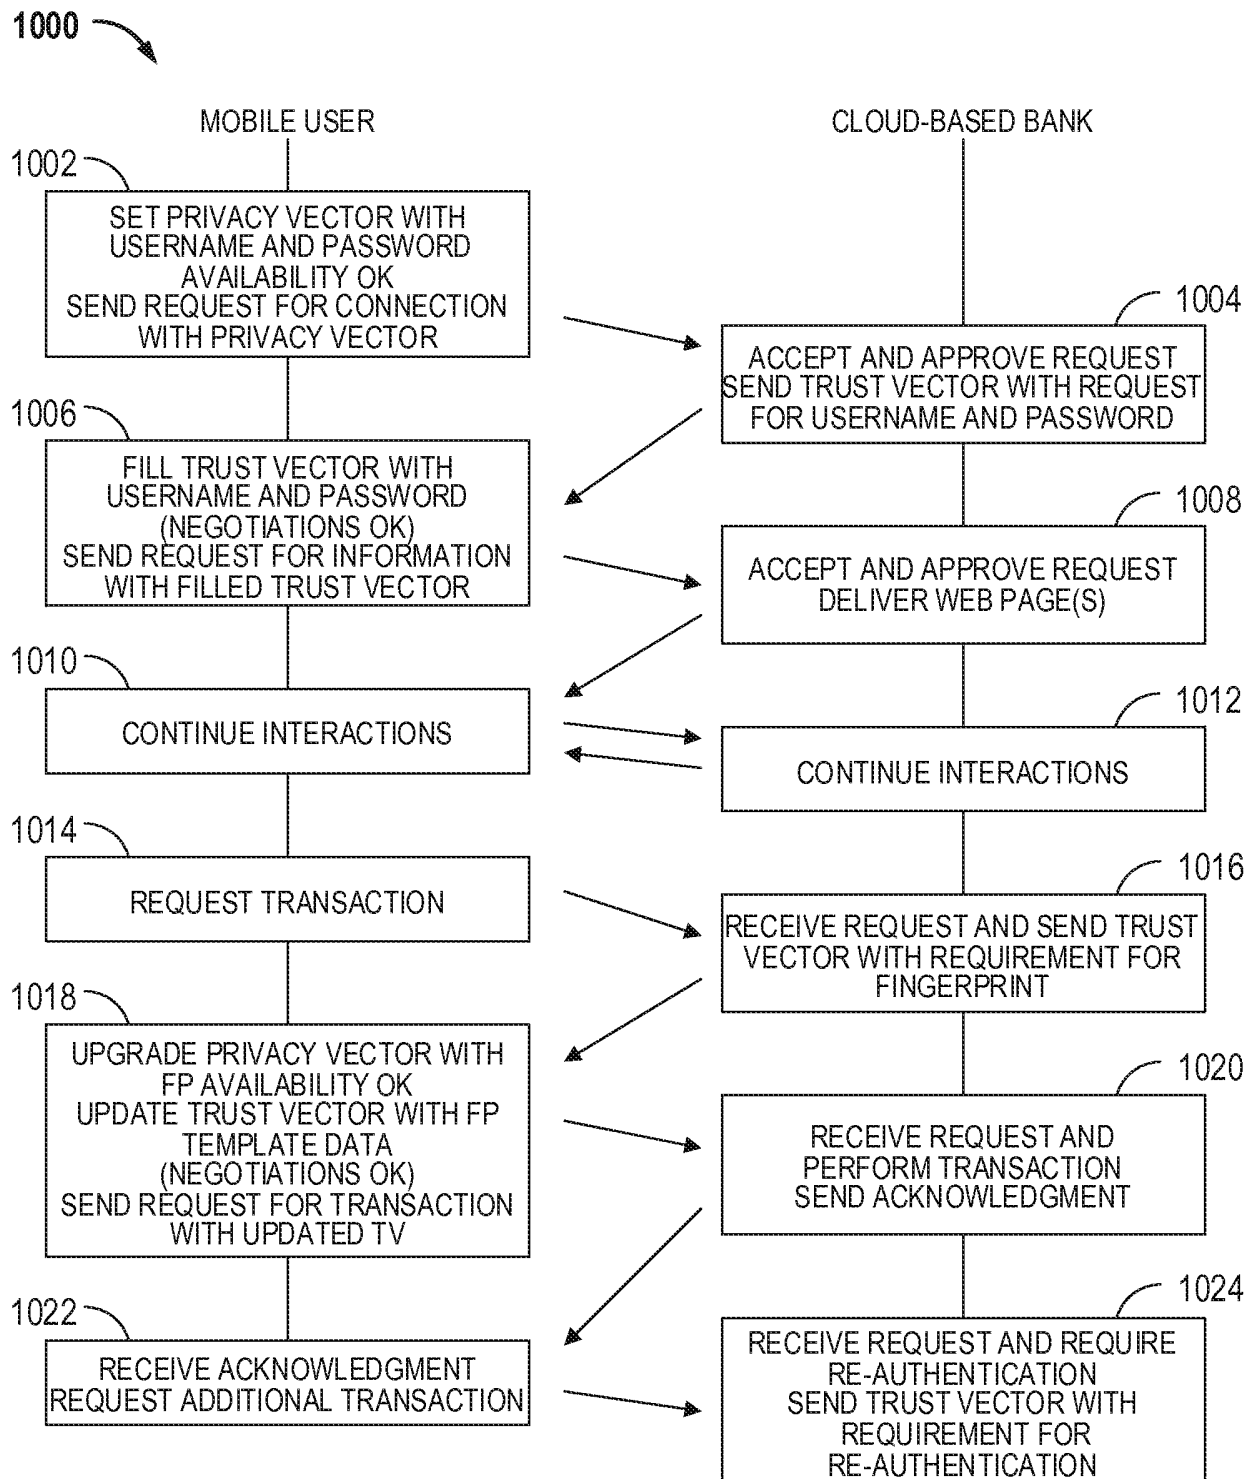 1000
MOBILE USER
CLOUD-BASED BANK
1002
SET PRIVACY VECTOR WITH
USERNAME AND PASSWORD
AVAILABILITY OK
SEND REQUEST FOR CONNECTION
WITH PRIVACY VECTOR
1004
ACCEPT AND APPROVE REQUEST
SEND TRUST VECTOR WITH REQUEST
FOR USERNAME AND PASSWORD
1006
FILL TRUST VECTOR WITH
USERNAME AND PASSWORD
(NEGOTIATIONS OK)
SEND REQUEST FOR INFORMATION
WITH FILLED TRUST VECTOR
1008
ACCEPT AND APPROVE REQUEST
DELIVER WEB PAGE(S)
1010
CONTINUE INTERACTIONS
1012
CONTINUE INTERACTIONS
1014
REQUEST TRANSACTION
1016
RECEIVE REQUEST AND SEND TRUST
VECTOR WITH REQUIREMENT FOR
FINGERPRINT
1018
UPGRADE PRIVACY VECTOR WITH
FP AVAILABILITY OK
UPDATE TRUST VECTOR WITH FP
TEMPLATE DATA
(NEGOTIATIONS OK)
SEND REQUEST FOR TRANSACTION
WITH UPDATED TV
1020
RECEIVE REQUEST AND
PERFORM TRANSACTION
SEND ACKNOWLEDGMENT
1022
RECEIVE ACKNOWLEDGMENT
REQUEST ADDITIONAL TRANSACTION
1024
RECEIVE REQUEST AND REQUIRE
RE-AUTHENTICATION
SEND TRUST VECTOR WITH
REQUIREMENT FOR
RE-AUTHENTICATION